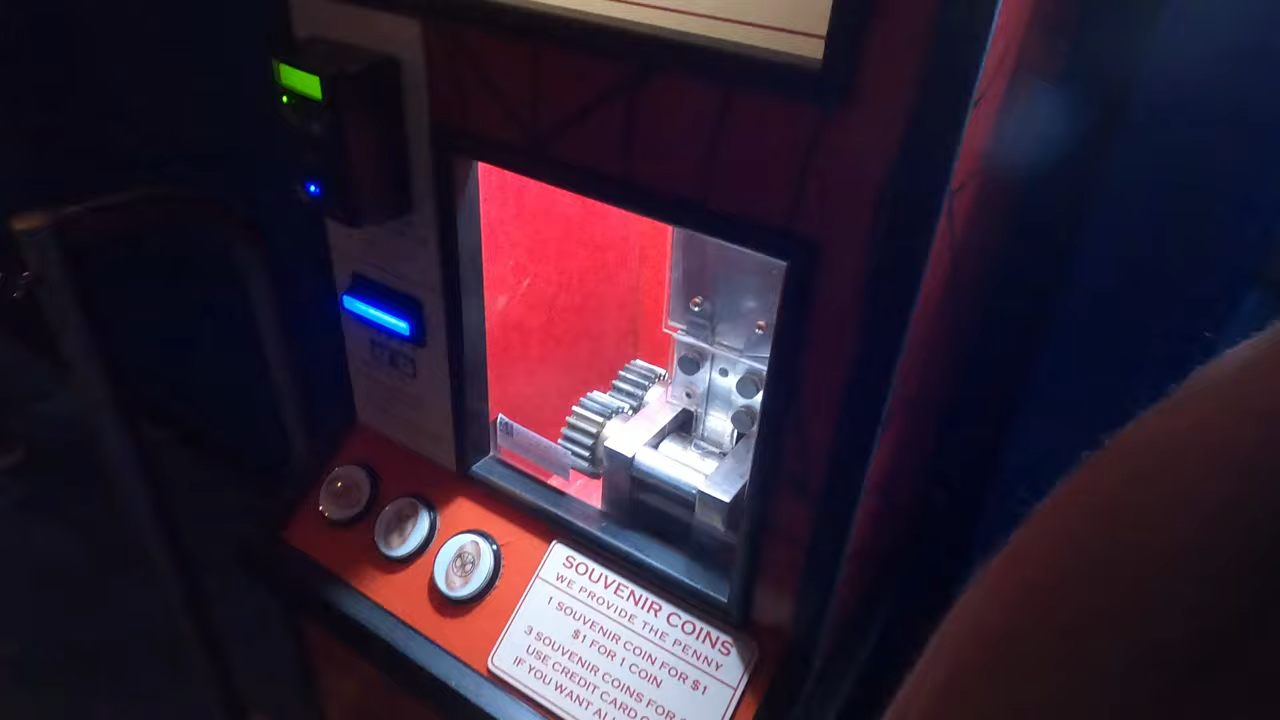 SOUVENIR COINS
WE PROVIDE THE PENNY
1 SOUVENIR COIN FOR $1
$1 FOR 1 COIN
3 SOUVENIR COINS FOR
USE CREDIT CARD
IF YOU WANT